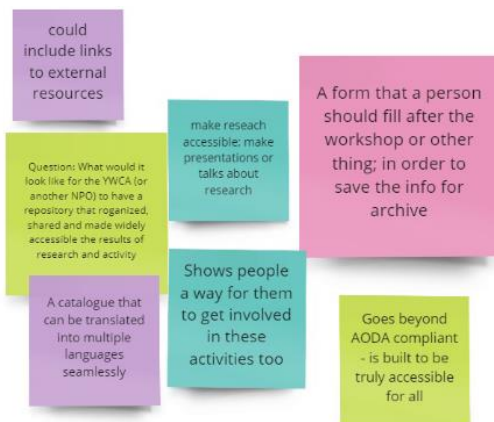 could
include links
to external
resources
make reseach
accessible: make
presentations or
talks about
research
A form that a person
should fill after the
workshop or other
thing; in order to
save the info for
archive
Question: What would it
look like for the YWCA (or
another NPO) to have a
repository that roganized,
shared and made widely
accessible the results of
research and activity
A catalogue that
can be translated
into multiple
languages
seamlessly
Shows people
a way for them
to get involved
in these
activities too
Goes beyond
AODA compliant
- is built to be
truly accessible
for all